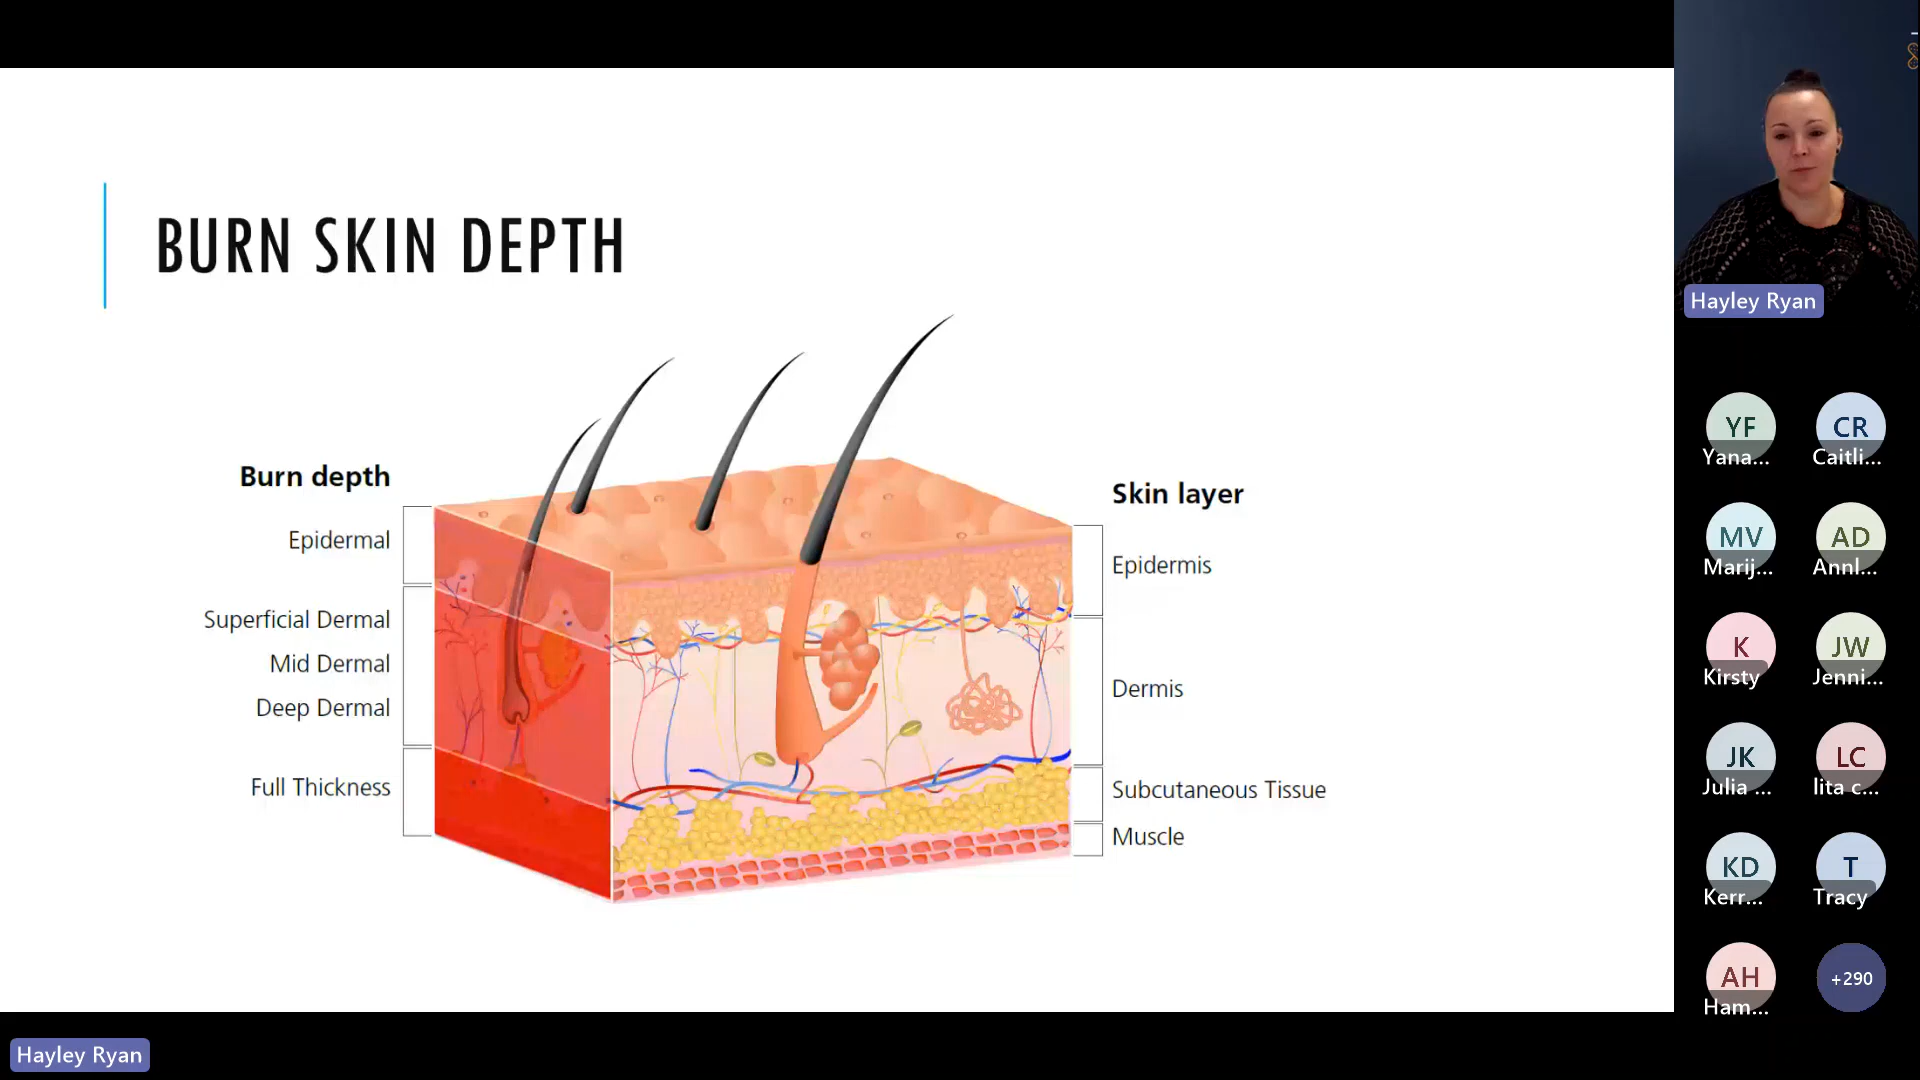 BURN SKIN DEPTH
Burn depth
Epidermal
Superficial Dermal
Mid Dermal
Deep Dermal
Full Thickness
Skin layer
Epidermis
Dermis
Subcutaneous Tissue
Muscle
Hayley Ryan
YF
Yana...
CR
Caitli...
MV
Marij...
AD
Annl...
K
Kirsty
JW
Jenni...
JK
Julia ...
LC
lita c...
KD
Kerr...
T
Tracy
AH
Ham...
+290
Hayley Ryan